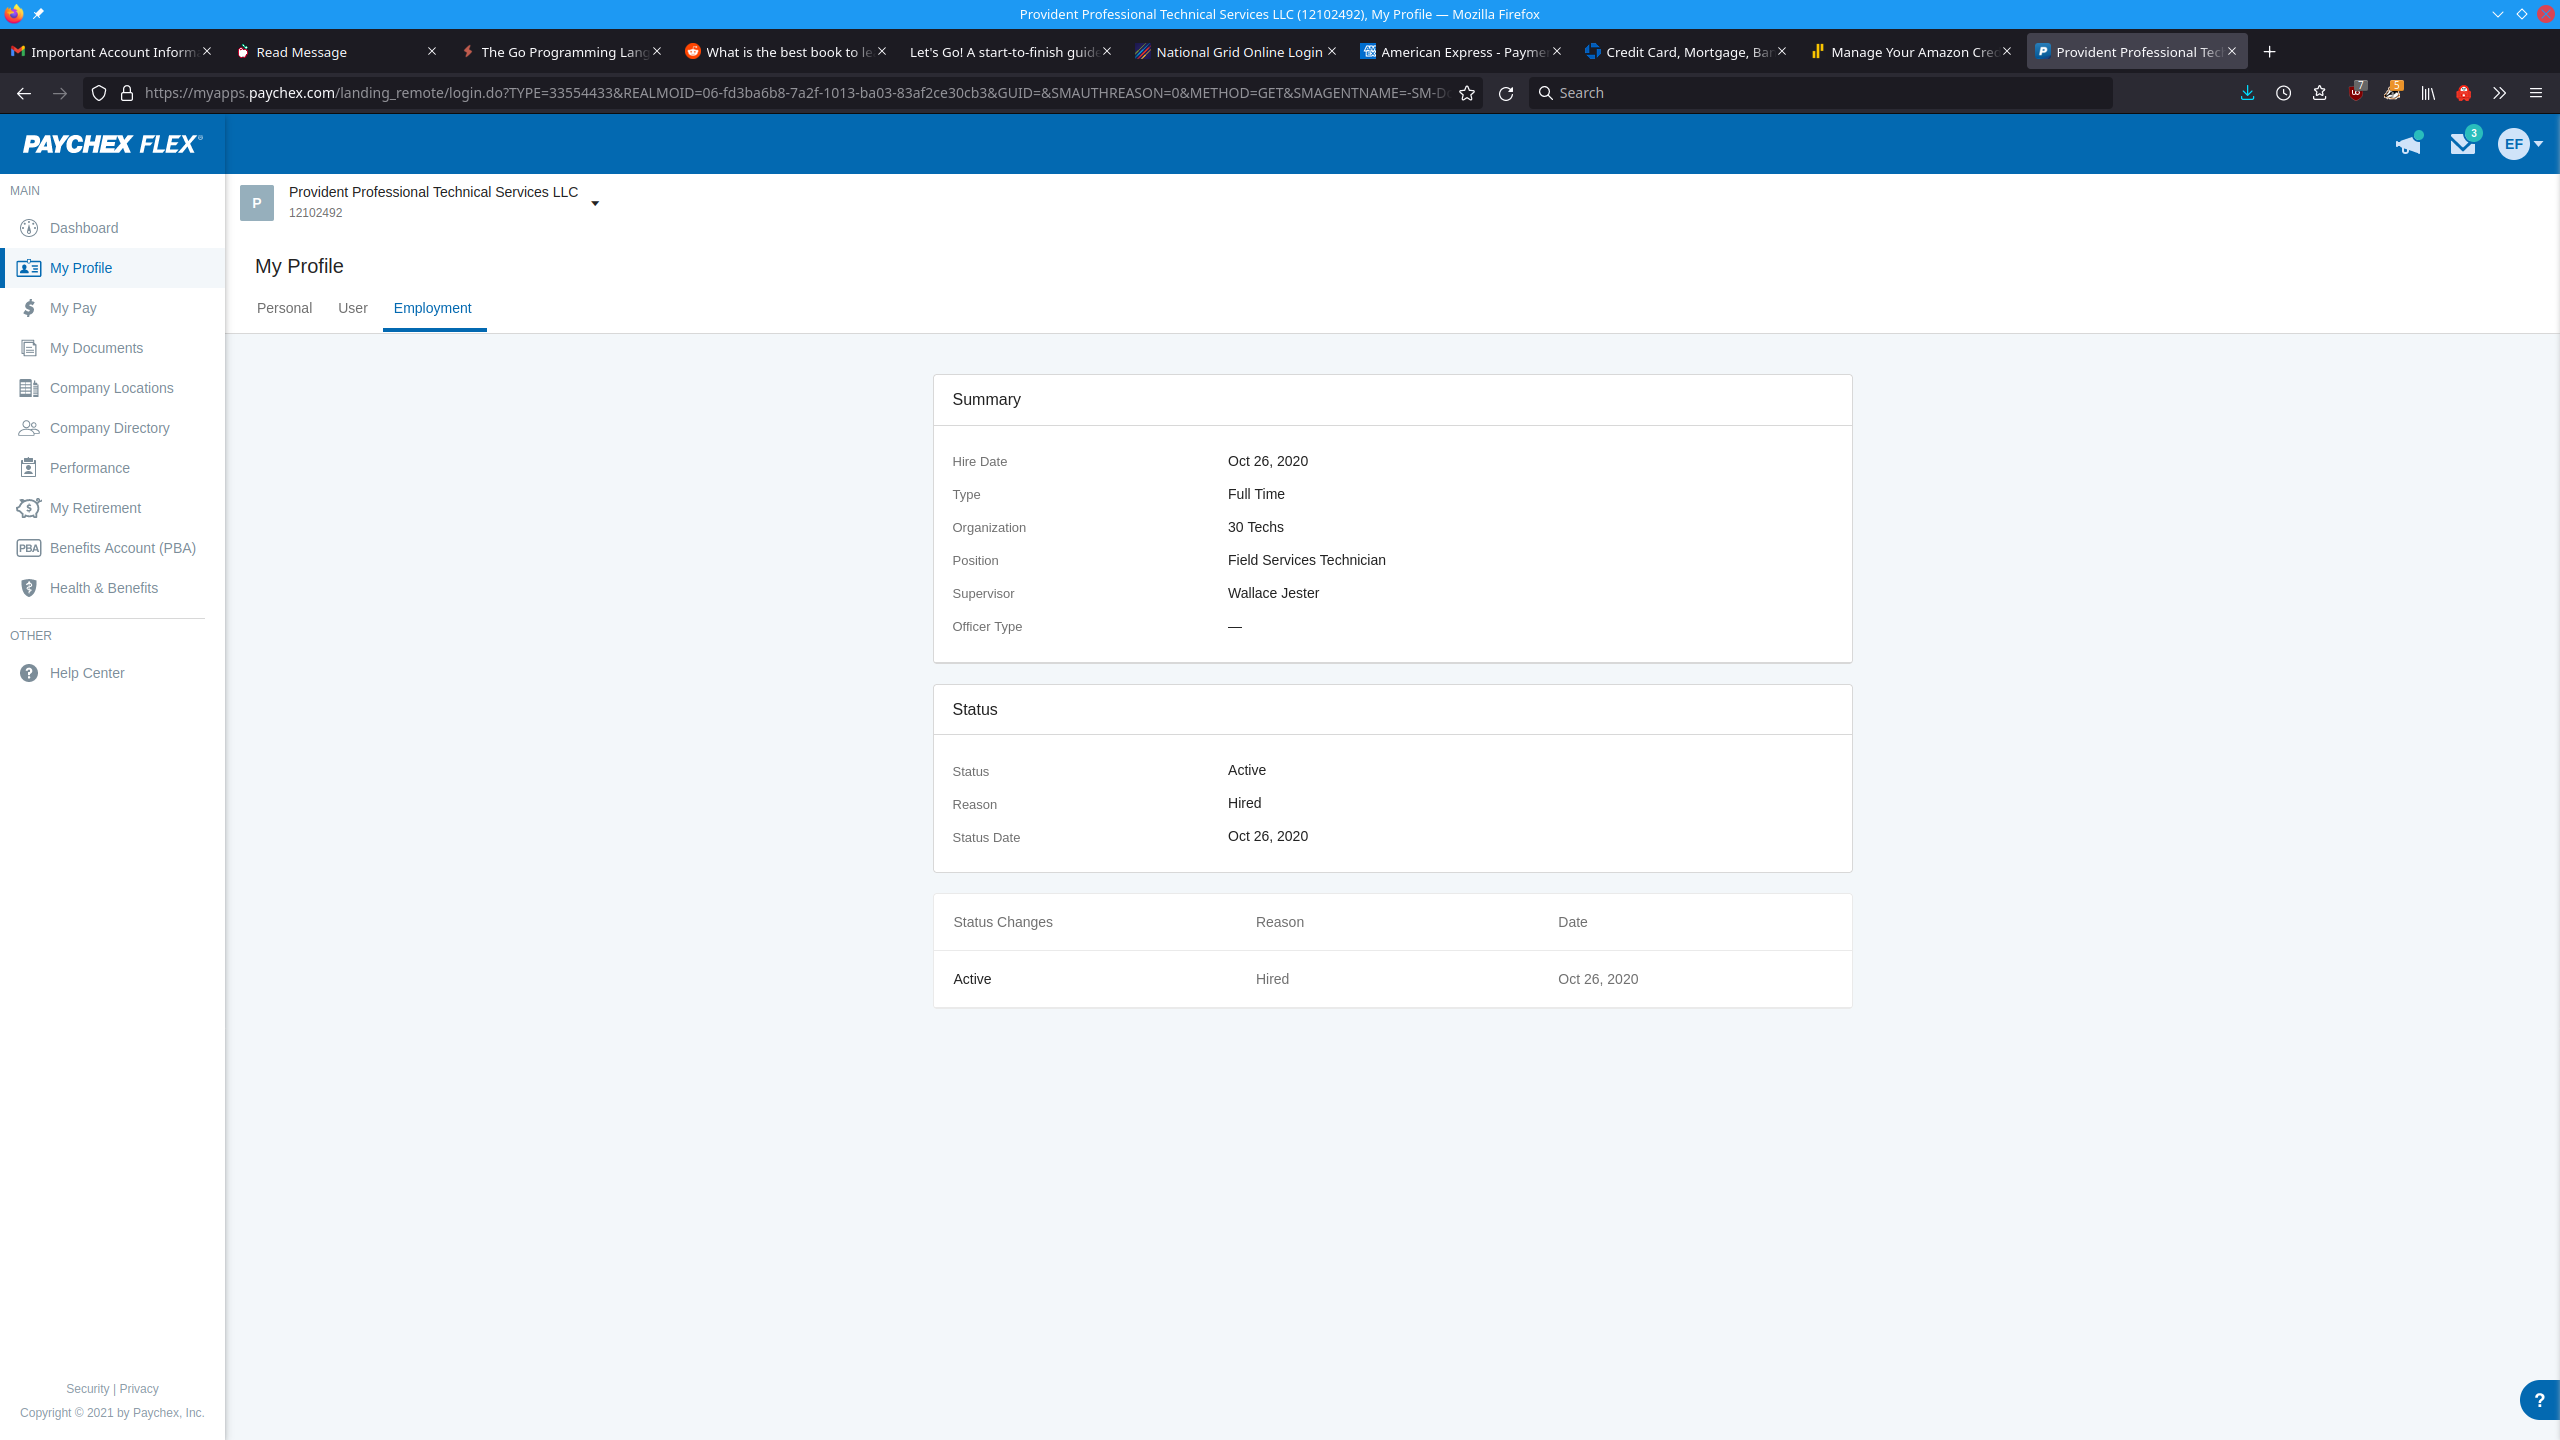 Provident Professional Technical Services LLC (12102492), My Profile — Mozilla Firefox
Important Account Inform
Read Message
The Go Programming Lang
What is the best book to le
Let's Go! A start-to-finish guide
National Grid Online Login
American Express - Payme
Credit Card, Mortgage, Ban
Manage Your Amazon Cred
Provident Professional Tec
https://myapps.paychex.com/landing_remote/login.do?TYPE=33554433&REALMOID=06-fd3ba6b8-7a2f-1013-ba03-83af2ce30cb3&GUID=&SMAUTHREASON=0&METHOD=GET&SMAGENTNAME=-SM-
Search
7
5
PAYCHEX FLEX
3
EF
MAIN
Dashboard
My Profile
My Pay
My Documents
Company Locations
Company Directory
Performance
My Retirement
PBA
Benefits Account (PBA)
Health & Benefits
OTHER
Help Center
Security | Privacy
Copyright © 2021 by Paychex, Inc.
P
Provident Professional Technical Services LLC
12102492
My Profile
Personal
User
Employment
Summary
Hire Date
Oct 26, 2020
Type
Full Time
Organization
30 Techs
Position
Field Services Technician
Supervisor
Wallace Jester
Officer Type
—
Status
Status
Active
Reason
Hired
Status Date
Oct 26, 2020
Status Changes
Reason
Date
Active
Hired
Oct 26, 2020
?